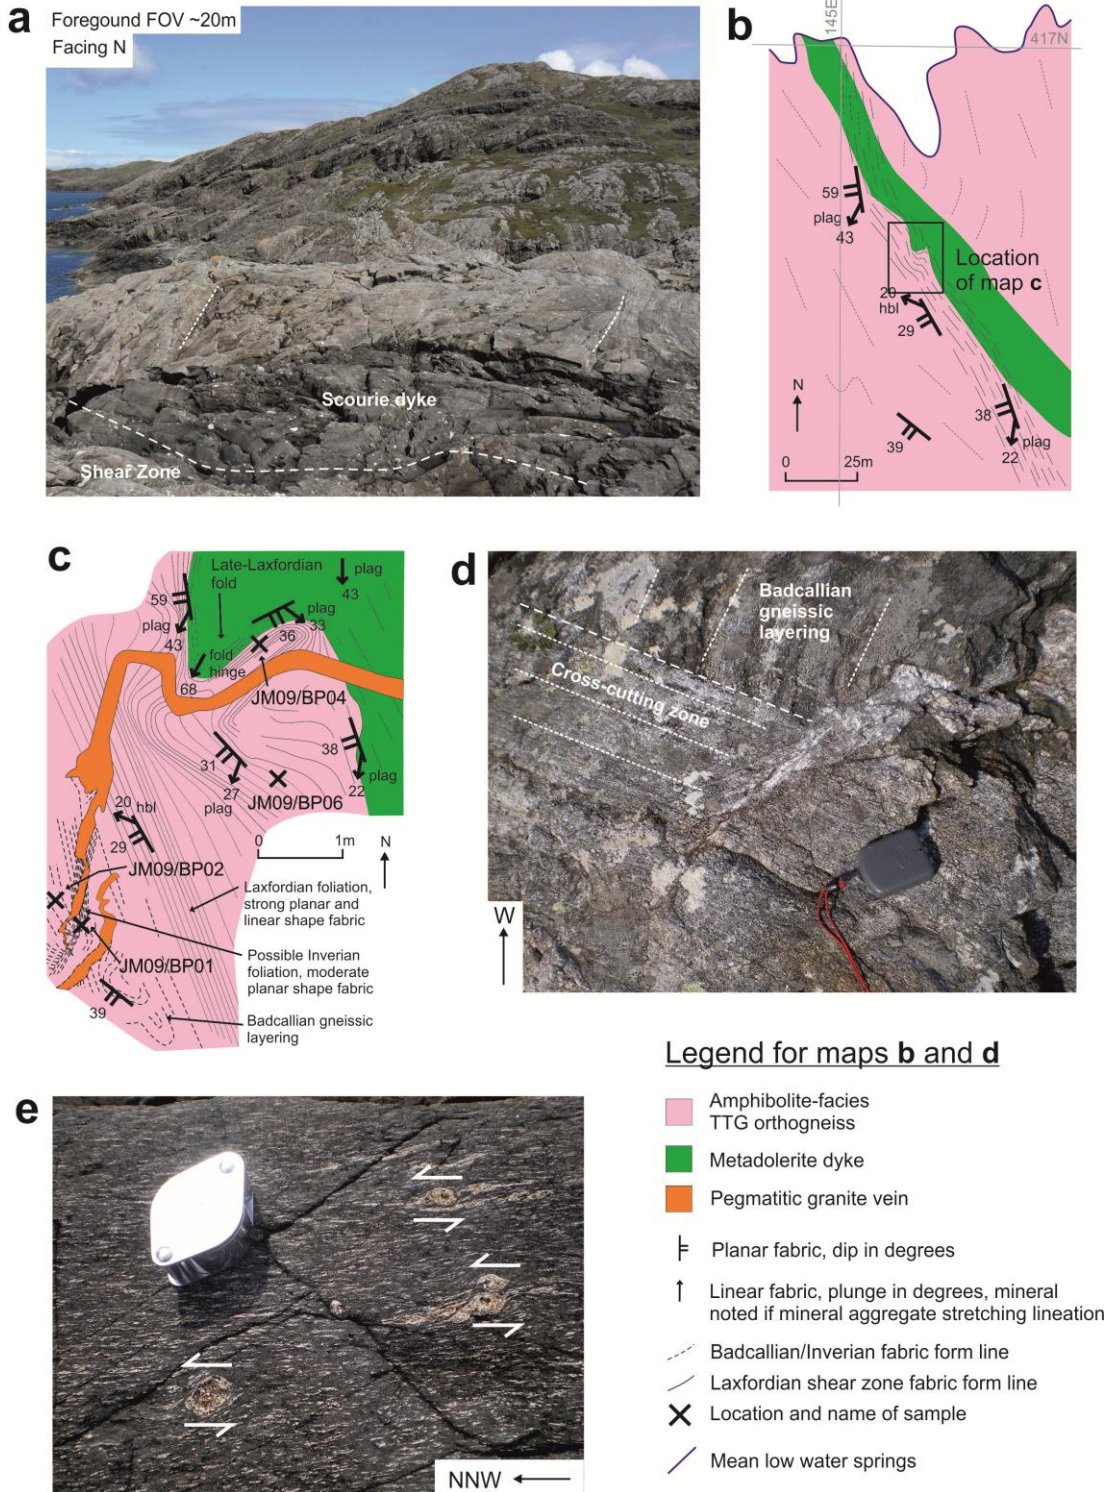 a
Foregound FOV ~20m
Facing N
Scourie dyke
Shear Zone
b
145E
417N
59
plag
43
Location
of map c
20
hbl
29
N
38
plag
22
39
0 25m
c
Late-Laxfordian
fold
plag
43
59
plag
43
plag
33
36
fold
hinge
68
JM09/BP04
38
31
plag
27
plag
22
JM09/BP06
20 hbl
29
0 1m
N
JM09/BP02
Laxfordian foliation,
strong planar and
linear shape fabric
Possible Inverian
foliation, moderate
planar shape fabric
JM09/BP01
39
Badcallian gneissic
layering
d
Badcallian
gneissic
layering
Cross-cutting zone
W
e
NNW
Legend for maps b and d
Amphibolite-facies
TTG orthogneiss
Metadolerite dyke
Pegmatitic granite vein
Planar fabric, dip in degrees
Linear fabric, plunge in degrees, mineral
noted if mineral aggregate stretching lineation
Badcallian/Inverian fabric form line
Laxfordian shear zone fabric form line
Location and name of sample
Mean low water springs